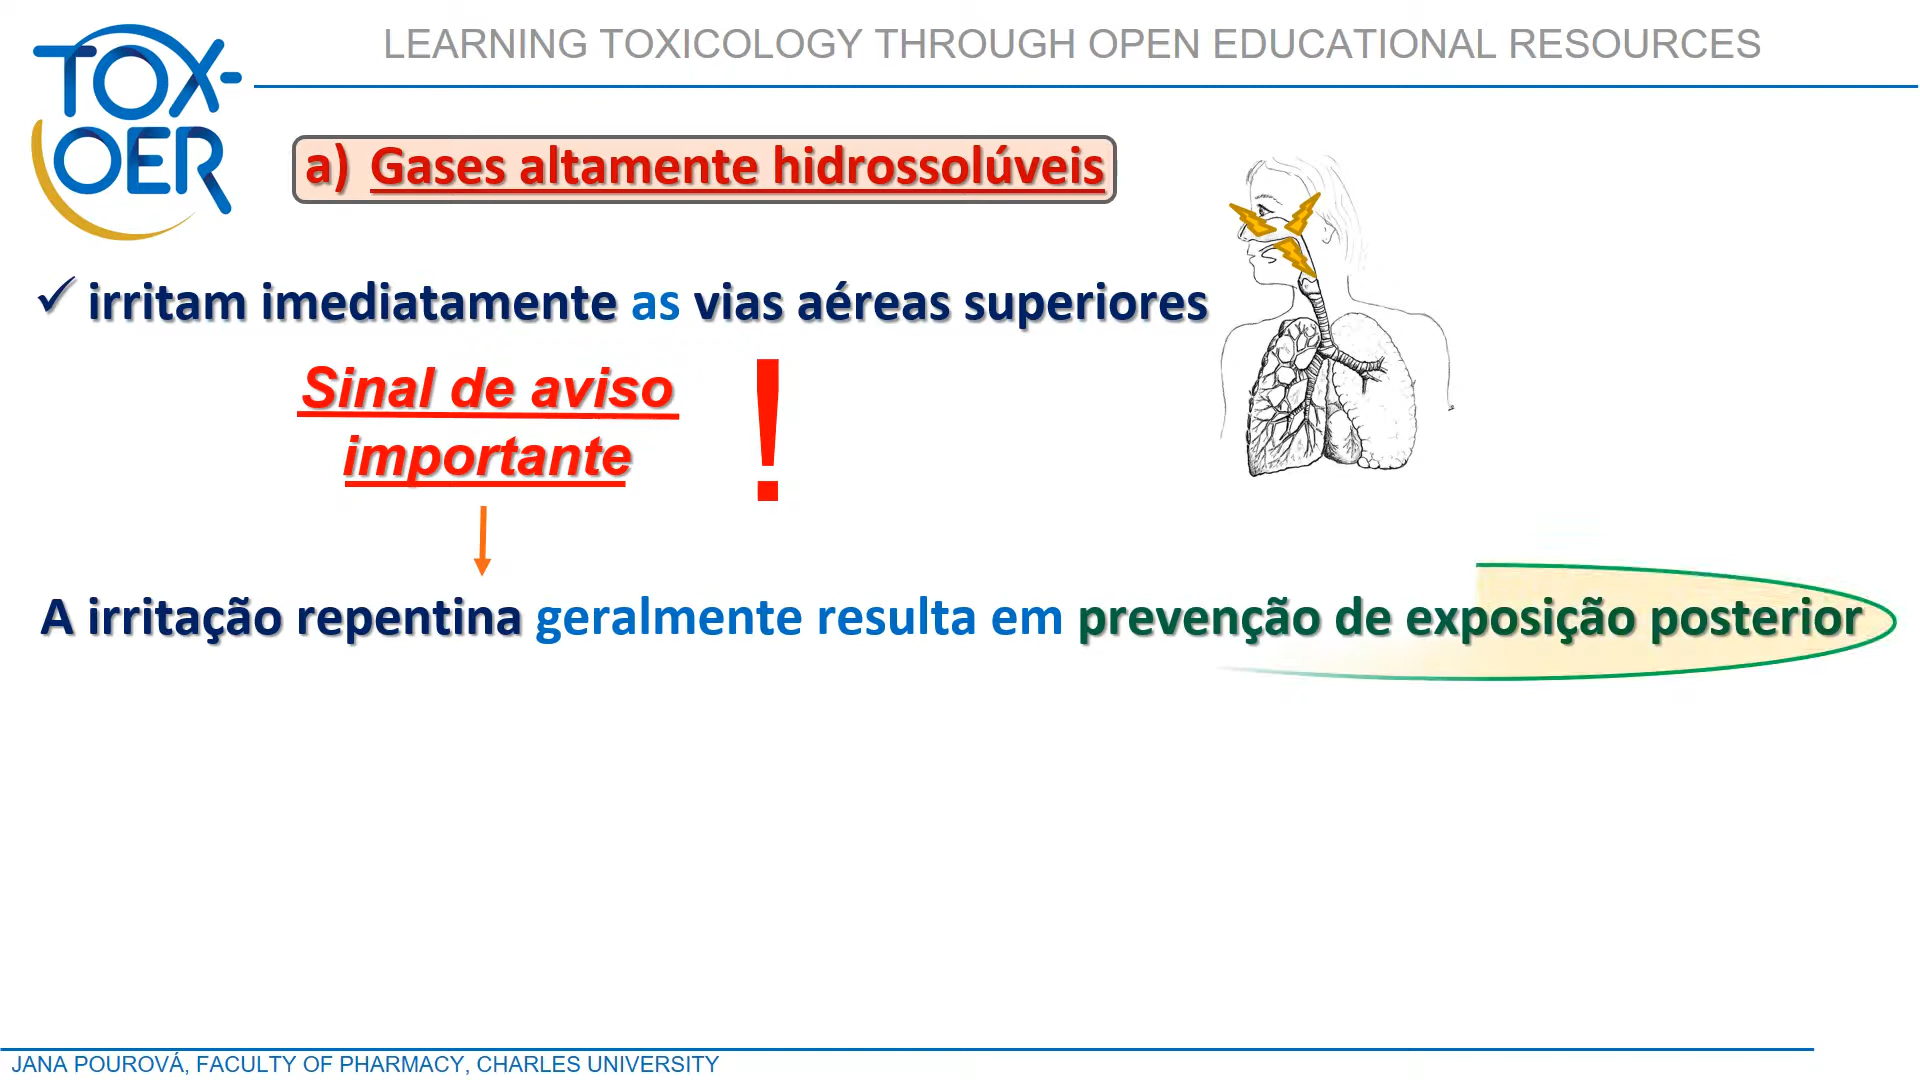 TOX-
OER
LEARNING TOXICOLOGY THROUGH OPEN EDUCATIONAL RESOURCES
a) Gases altamente hidrossolúveis
✓ irritam imediatamente as vias aéreas superiores
Sinal de aviso
importante
!
A irritação repentina geralmente resulta em prevenção de exposição posterior
JANA POUROVÁ, FACULTY OF PHARMACY, CHARLES UNIVERSITY